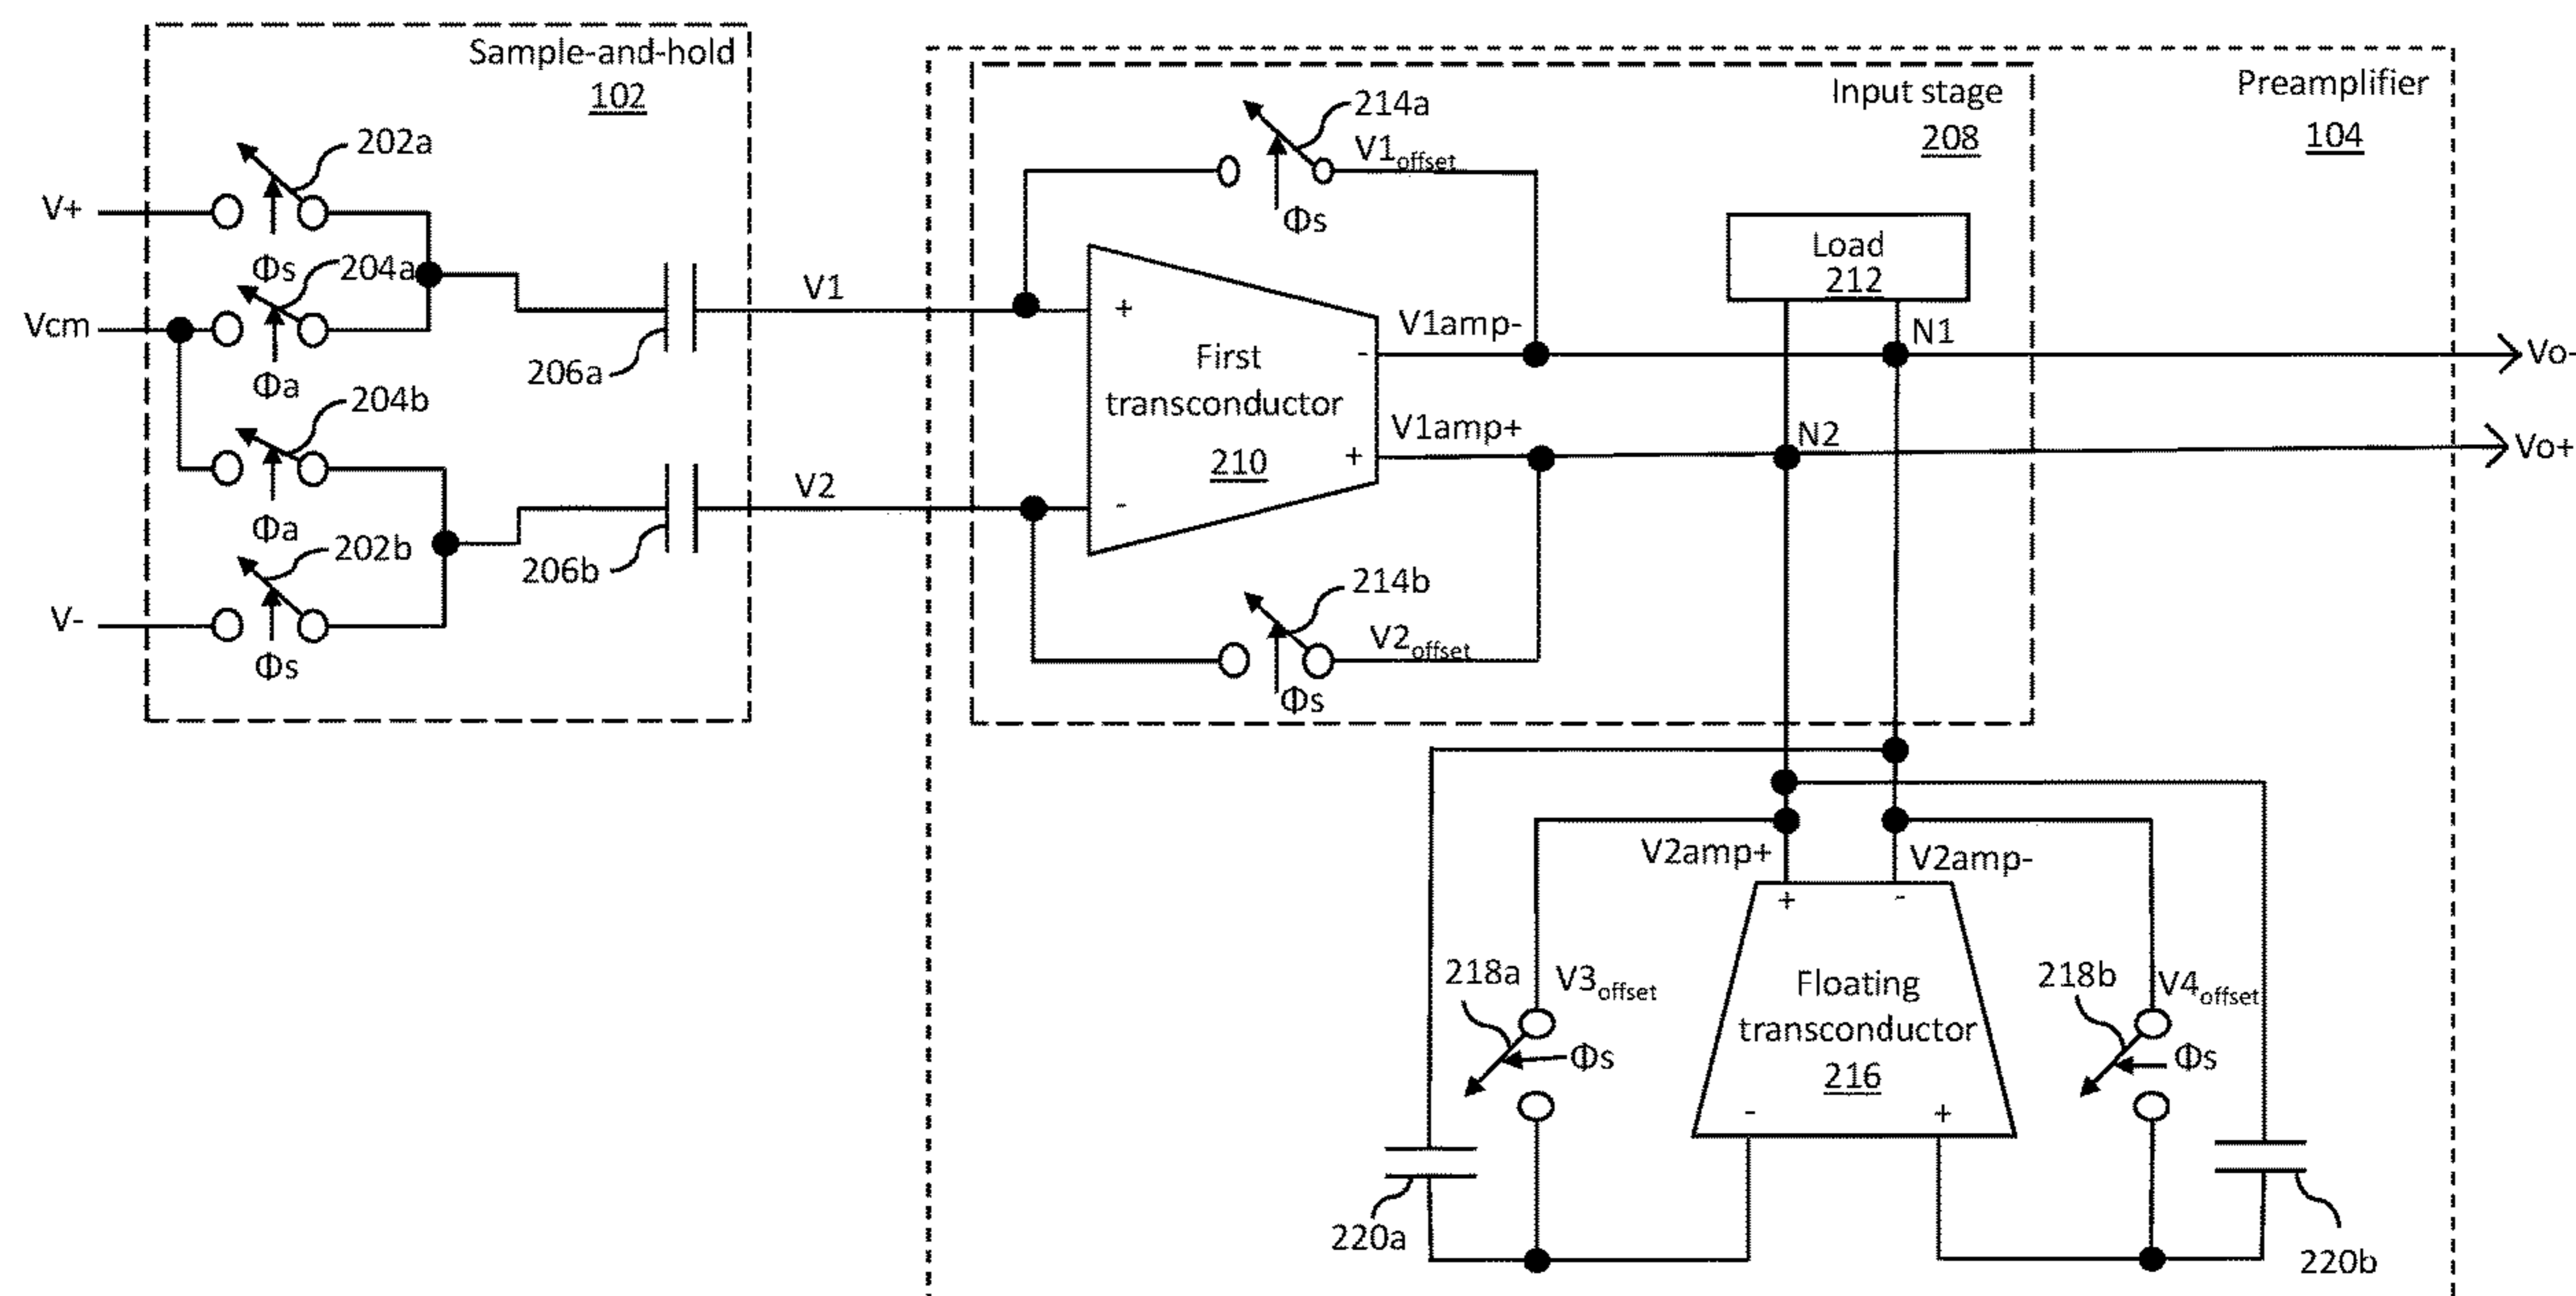 Sample-and-hold
102
202a
V+
Φs
204a
Vcm
Φa
204b
Φa
202b
V-
Φs
206a
206b
V1
V2
Preamplifier
104
Input stage
208
214a
V1offset
Φs
First
transconductor
210
+
-
-
+
V1amp-
V1amp+
Load
212
N1
N2
Vo-
Vo+
214b
V2offset
Φs
V2amp+
V2amp-
+
-
Floating
transconductor
216
-
+
218a
V3offset
Φs
218b
V4offset
Φs
220a
220b